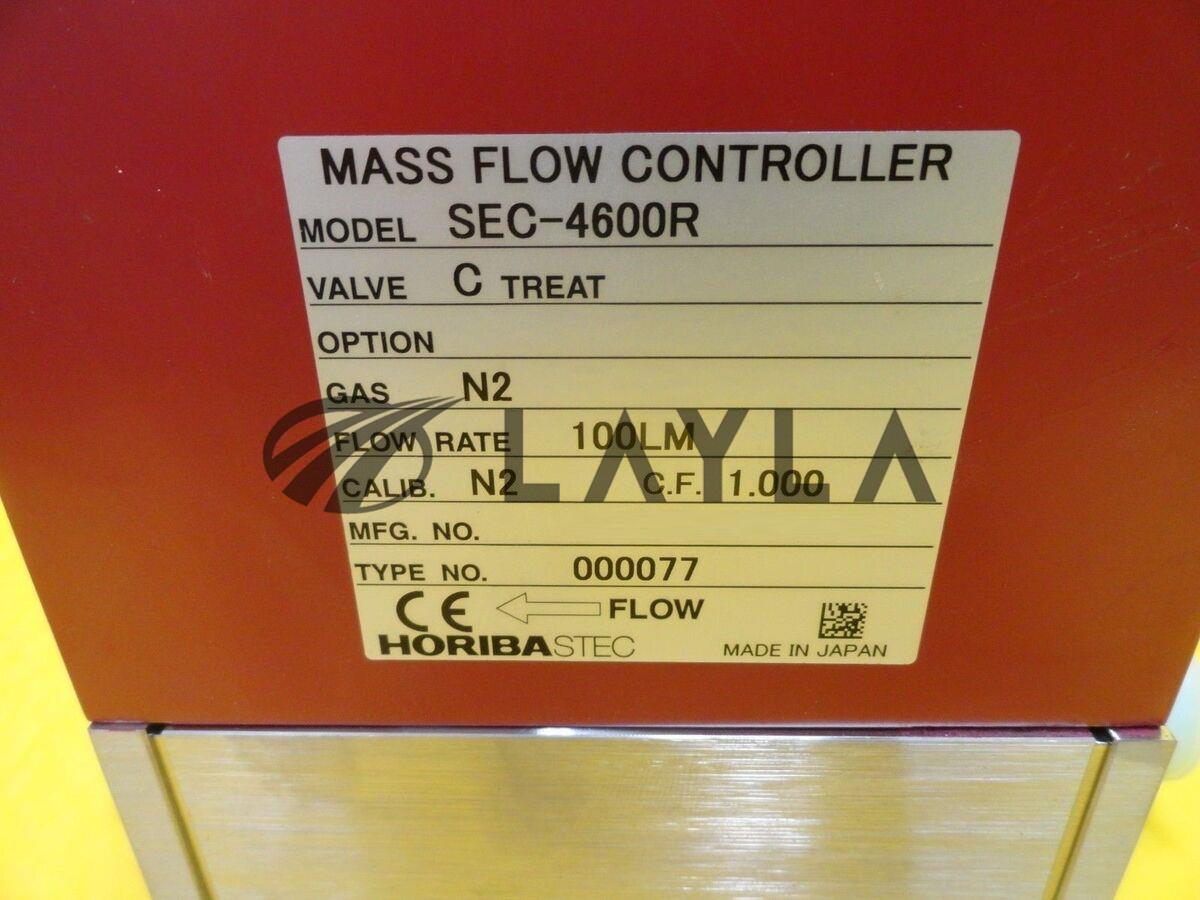 MASS FLOW CONTROLLER
MODEL SEC-4600R
VALVE C TREAT
OPTION
GAS N2
LAYLA
FLOW RATE 100LM
CALIB. N2 C.F. 1.000
MFG. NO.
TYPE NO. 000077
CE FLOW
HORIBASTEC MADE IN JAPAN